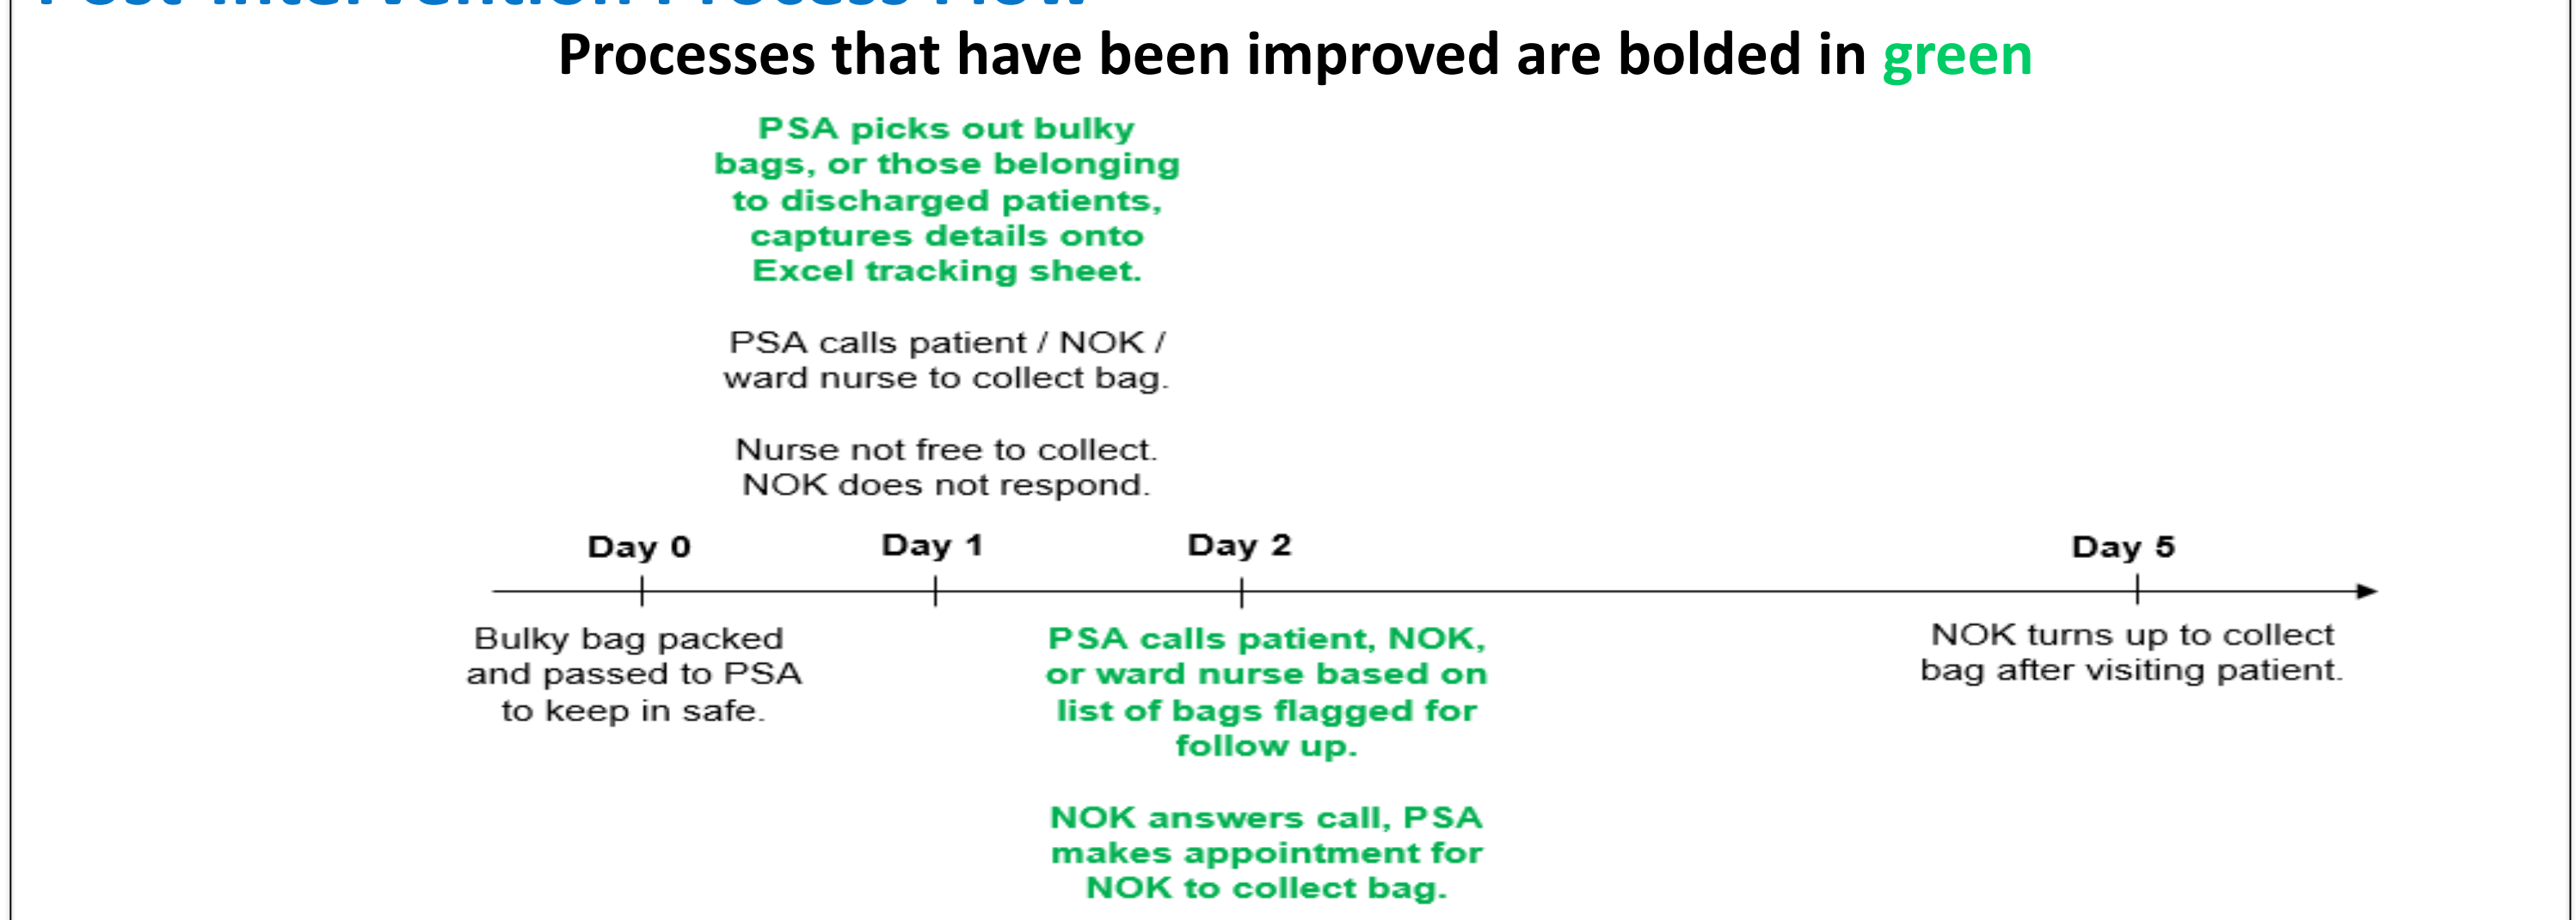 Post-Intervention Process Flow
Processes that have been improved are bolded in green
PSA picks out bulky
bags, or those belonging
to discharged patients,
captures details onto
Excel tracking sheet.
PSA calls patient / NOK /
ward nurse to collect bag.
Nurse not free to collect.
NOK does not respond.
Day 0
Day 1
Day 2
Day 5
Bulky bag packed
and passed to PSA
to keep in safe.
PSA calls patient, NOK,
or ward nurse based on
list of bags flagged for
follow up.
NOK answers call, PSA
makes appointment for
NOK to collect bag.
NOK turns up to collect
bag after visiting patient.